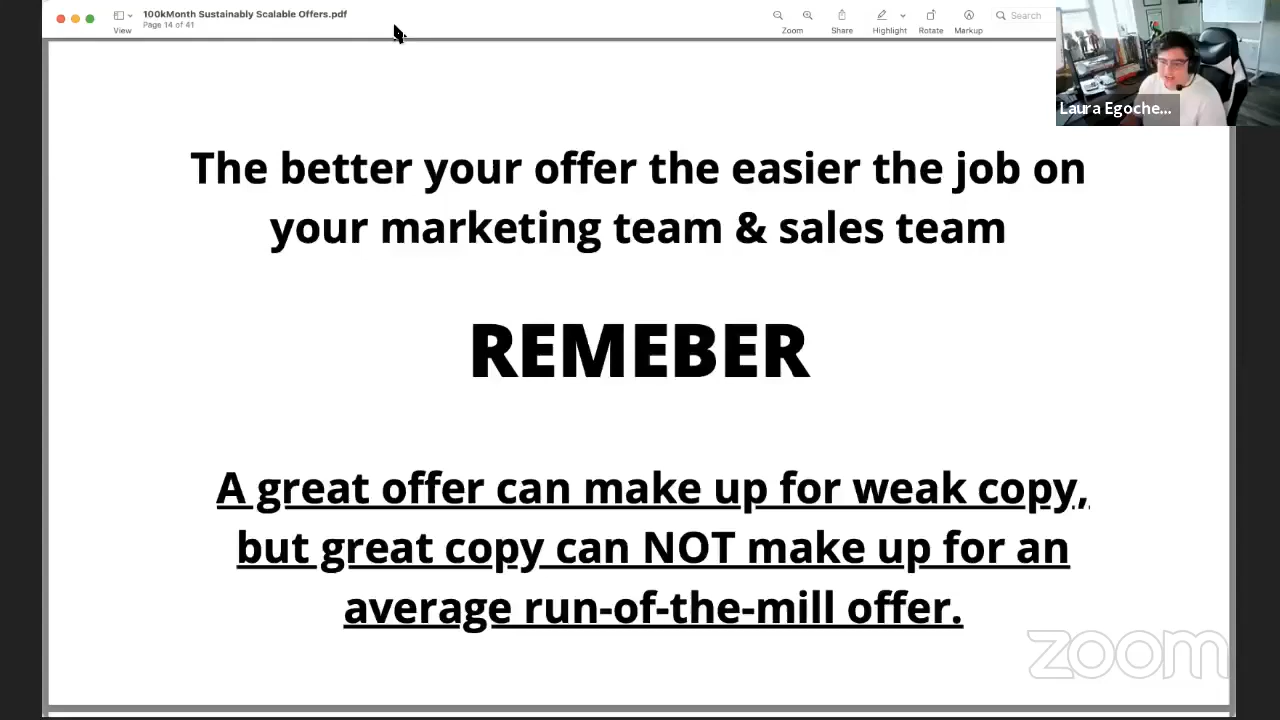 100kMonth Sustainably Scalable Offers.pdf
Page 14 of 41
View
Zoom
Share
Highlight
Rotate
Markup
Search
Laura Egoche...
The better your offer the easier the job on
your marketing team & sales team
REMEBER
A great offer can make up for weak copy,
but great copy can NOT make up for an
average run-of-the-mill offer.
zoom